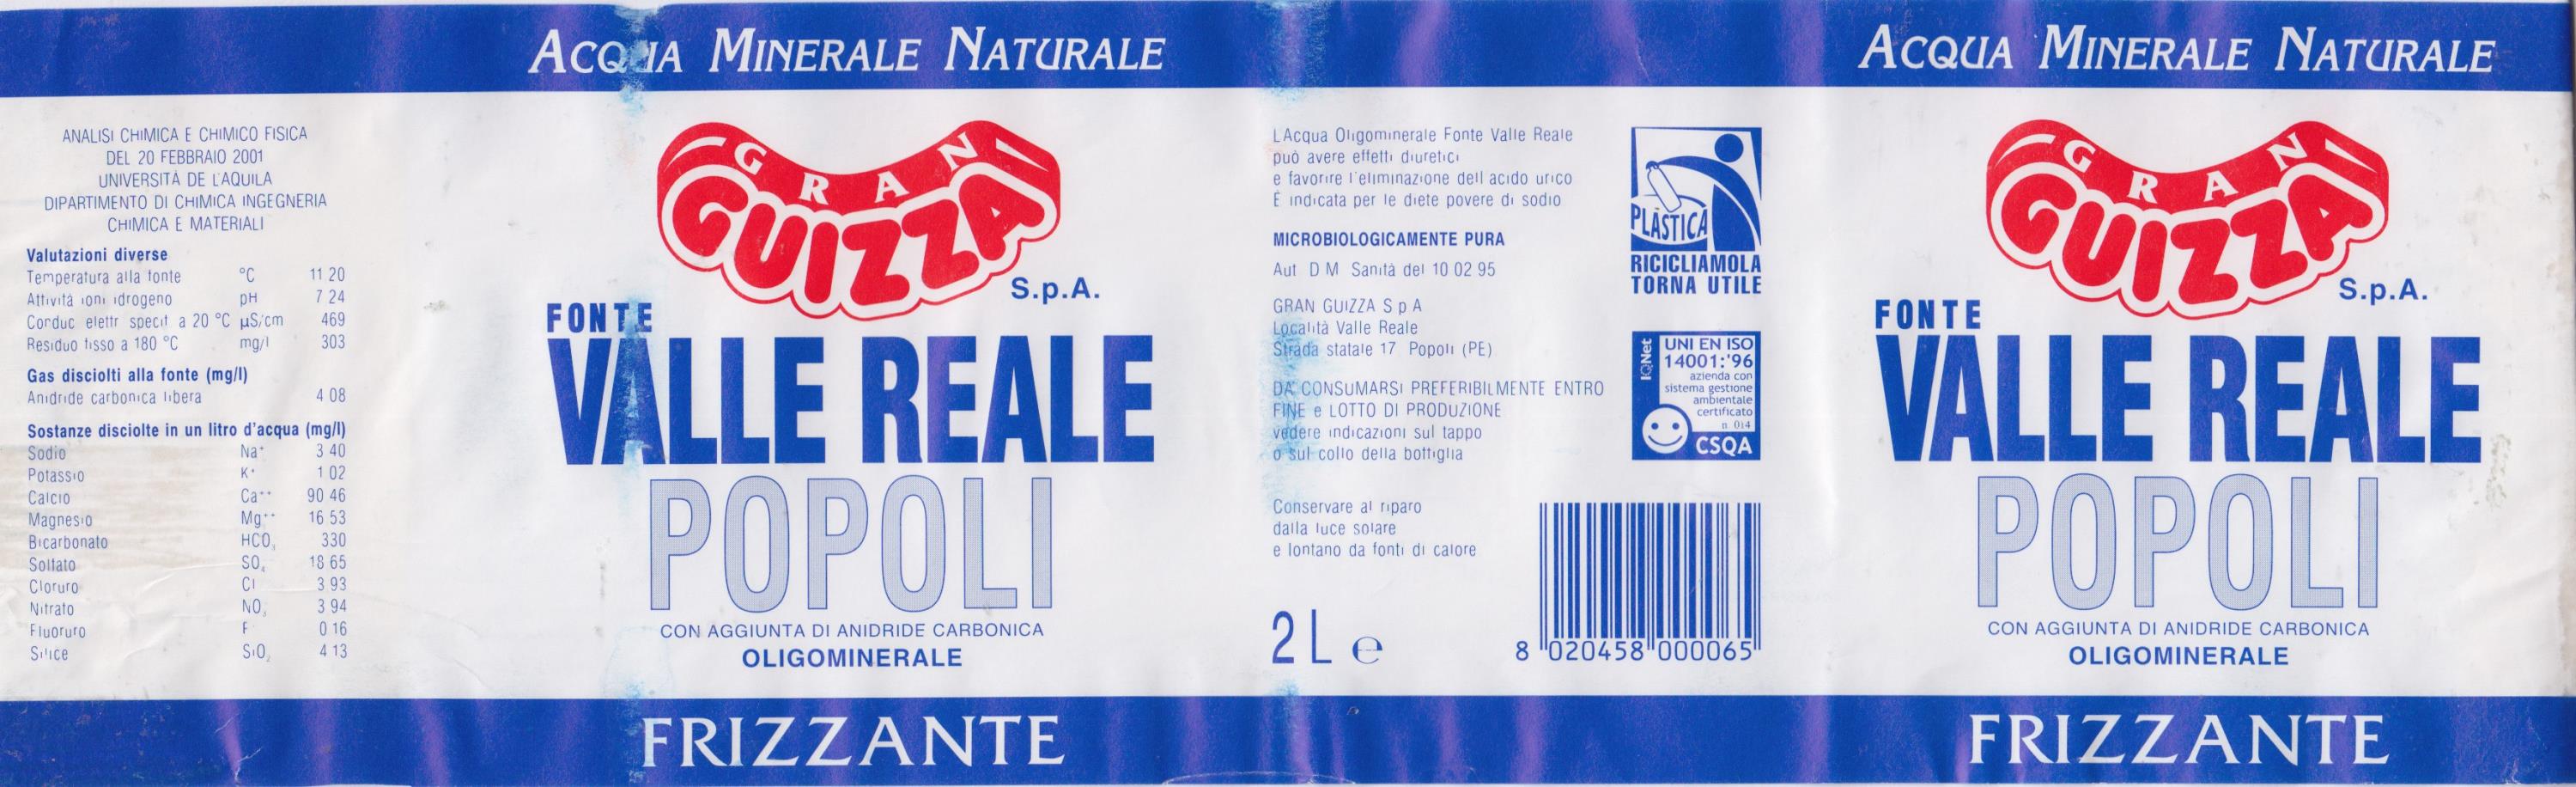 ACQUA MINERALE NATURALE
ANALISI CHIMICA E CHIMICO FISICA
DEL 20 FEBBRAIO 2001
UNIVERSITÀ DE L'AQUILA
DIPARTIMENTO DI CHIMICA INGEGNERIA
CHIMICA E MATERIALI
Valutazioni diverse
Temperatura alla fonte °C 11 20
Attività ioni idrogeno pH 7 24
Conduc elettr specif a 20 °C µS/cm 469
Residuo fisso a 180 °C mg/l 303
Gas disciolti alla fonte (mg/l)
Anidride carbonica libera 4 08
Sostanze disciolte in un litro d'acqua (mg/l)
Sodio Na⁺ 3 40
Potassio K⁺ 1 02
Calcio Ca⁺⁺ 90 46
Magnesio Mg⁺⁺ 16 53
Bicarbonato HCO₃ 330
Solfato SO₄ 18 65
Cloruro Cl 3 93
Nitrato NO₃ 3 94
Fluoruro F⁻ 0 16
Silice SiO₂ 4 13
GRAN
GUIZZA
S.p.A.
FONTE
VALLE REALE
POPOLI
CON AGGIUNTA DI ANIDRIDE CARBONICA
OLIGOMINERALE
FRIZZANTE
L'Acqua Oligominerale Fonte Valle Reale
può avere effetti diuretici
e favorire l'eliminazione dell acido urico
È indicata per le diete povere di sodio
MICROBIOLOGICAMENTE PURA
Aut D M Sanità del 10 02 95
GRAN GUIZZA S p A
Località Valle Reale
Strada statale 17 Popoli (PE)
DA CONSUMARSI PREFERIBILMENTE ENTRO
FINE e LOTTO DI PRODUZIONE
vedere indicazioni sul tappo
o sul collo della bottiglia
Conservare al riparo
dalla luce solare
e lontano da fonti di calore
2 L e
PLASTICA
RICICLIAMOLA
TORNA UTILE
IQNet
UNI EN ISO
14001:'96
azienda con
sistema gestione
ambientale
certificato
n. 014
CSQA
8 020458 000065
ACQUA MINERALE NATURALE
GRAN
GUIZZA
S.p.A.
FONTE
VALLE REALE
POPOLI
CON AGGIUNTA DI ANIDRIDE CARBONICA
OLIGOMINERALE
FRIZZANTE